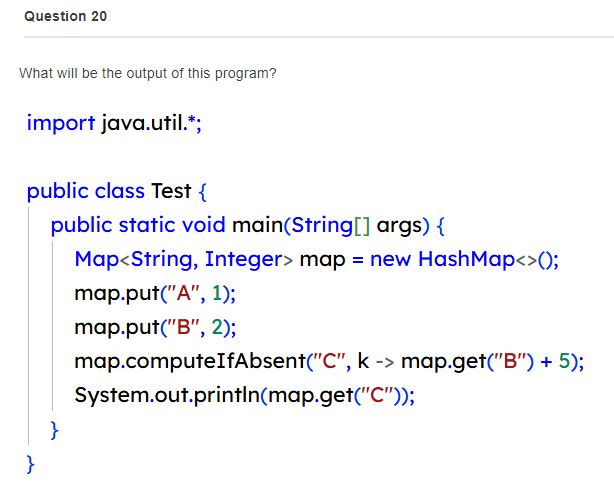 Question 20
What will be the output of this program?
import java.util.*;
public class Test {
public static void main(String[] args) {
Map<String, Integer> map = new HashMap<>();
map.put("A", 1);
map.put("B", 2);
map.computeIfAbsent("C", k -> map.get("B") + 5);
System.out.println(map.get("C"));
}
}